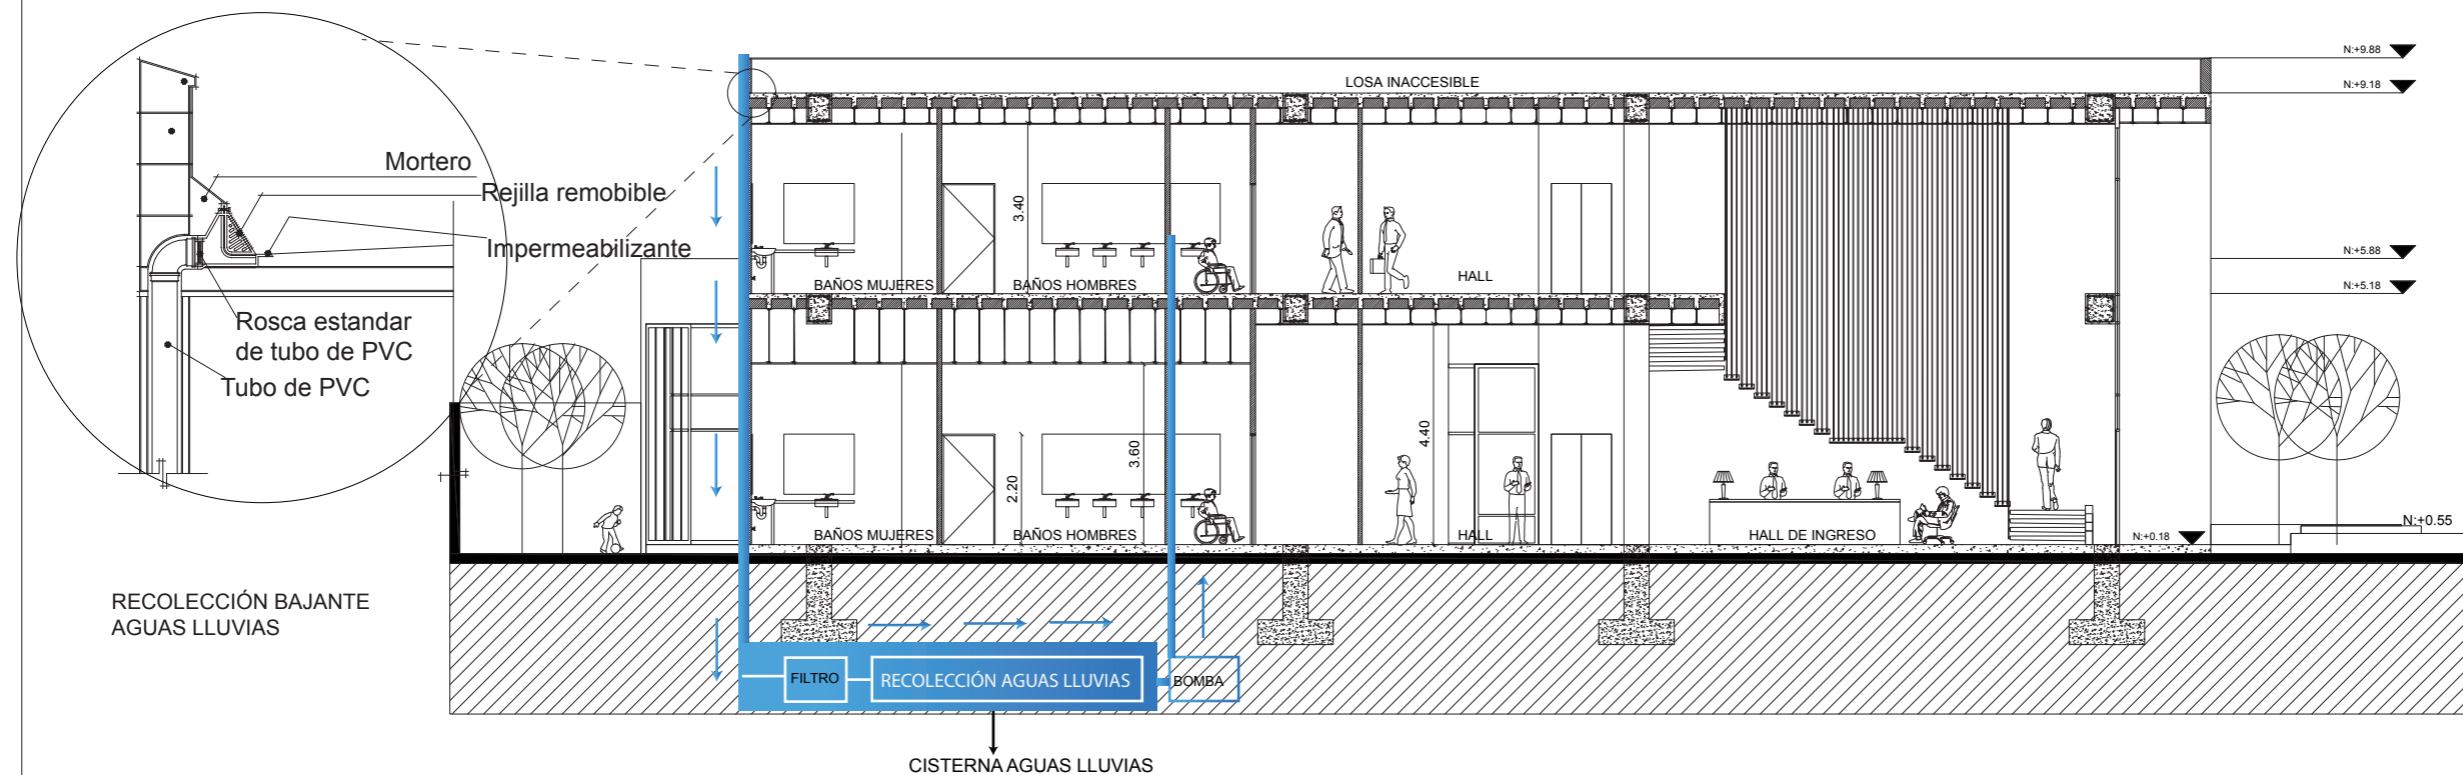 N:+9.88
LOSA INACCESIBLE
N:+9.18
Mortero
Rejilla remobible
3.40
Impermeabilizante
N:+5.88
HALL
BAÑOS MUJERES
BAÑOS HOMBRES
N:+5.18
Rosca estandar
de tubo de PVC
Tubo de PVC
4.40
3.60
2.20
BAÑOS MUJERES
BAÑOS HOMBRES
HALL
HALL DE INGRESO
N:+0.18
N:+0.55
RECOLECCIÓN BAJANTE
AGUAS LLUVIAS
FILTRO
RECOLECCIÓN AGUAS LLUVIAS
BOMBA
CISTERNA AGUAS LLUVIAS